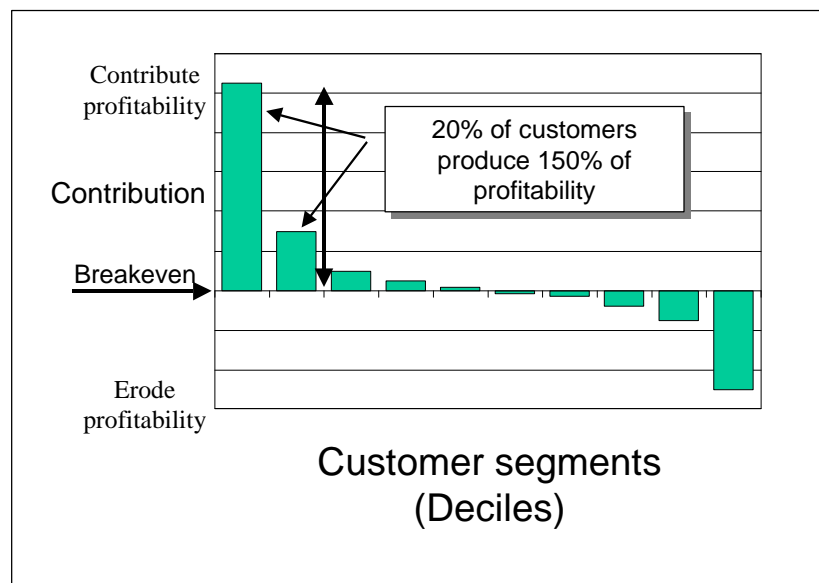 Contribute
profitability
20% of customers
produce 150% of
profitability
Contribution
Breakeven
Erode
profitability
Customer segments
(Deciles)